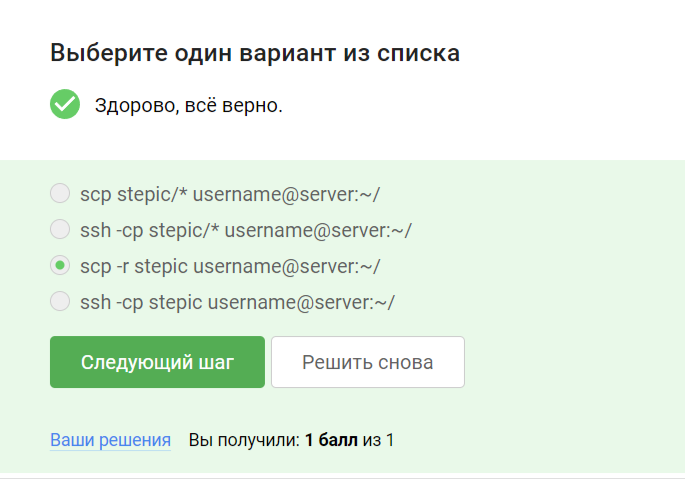 Выберите один вариант из списка
Здорово, всё верно.
scp stepic/* username@server:~/
ssh -cp stepic/* username@server:~/
scp -r stepic username@server:~/
ssh -cp stepic username@server:~/
Следующий шаг Решить снова
Ваши решения Вы получили: 1 балл из 1